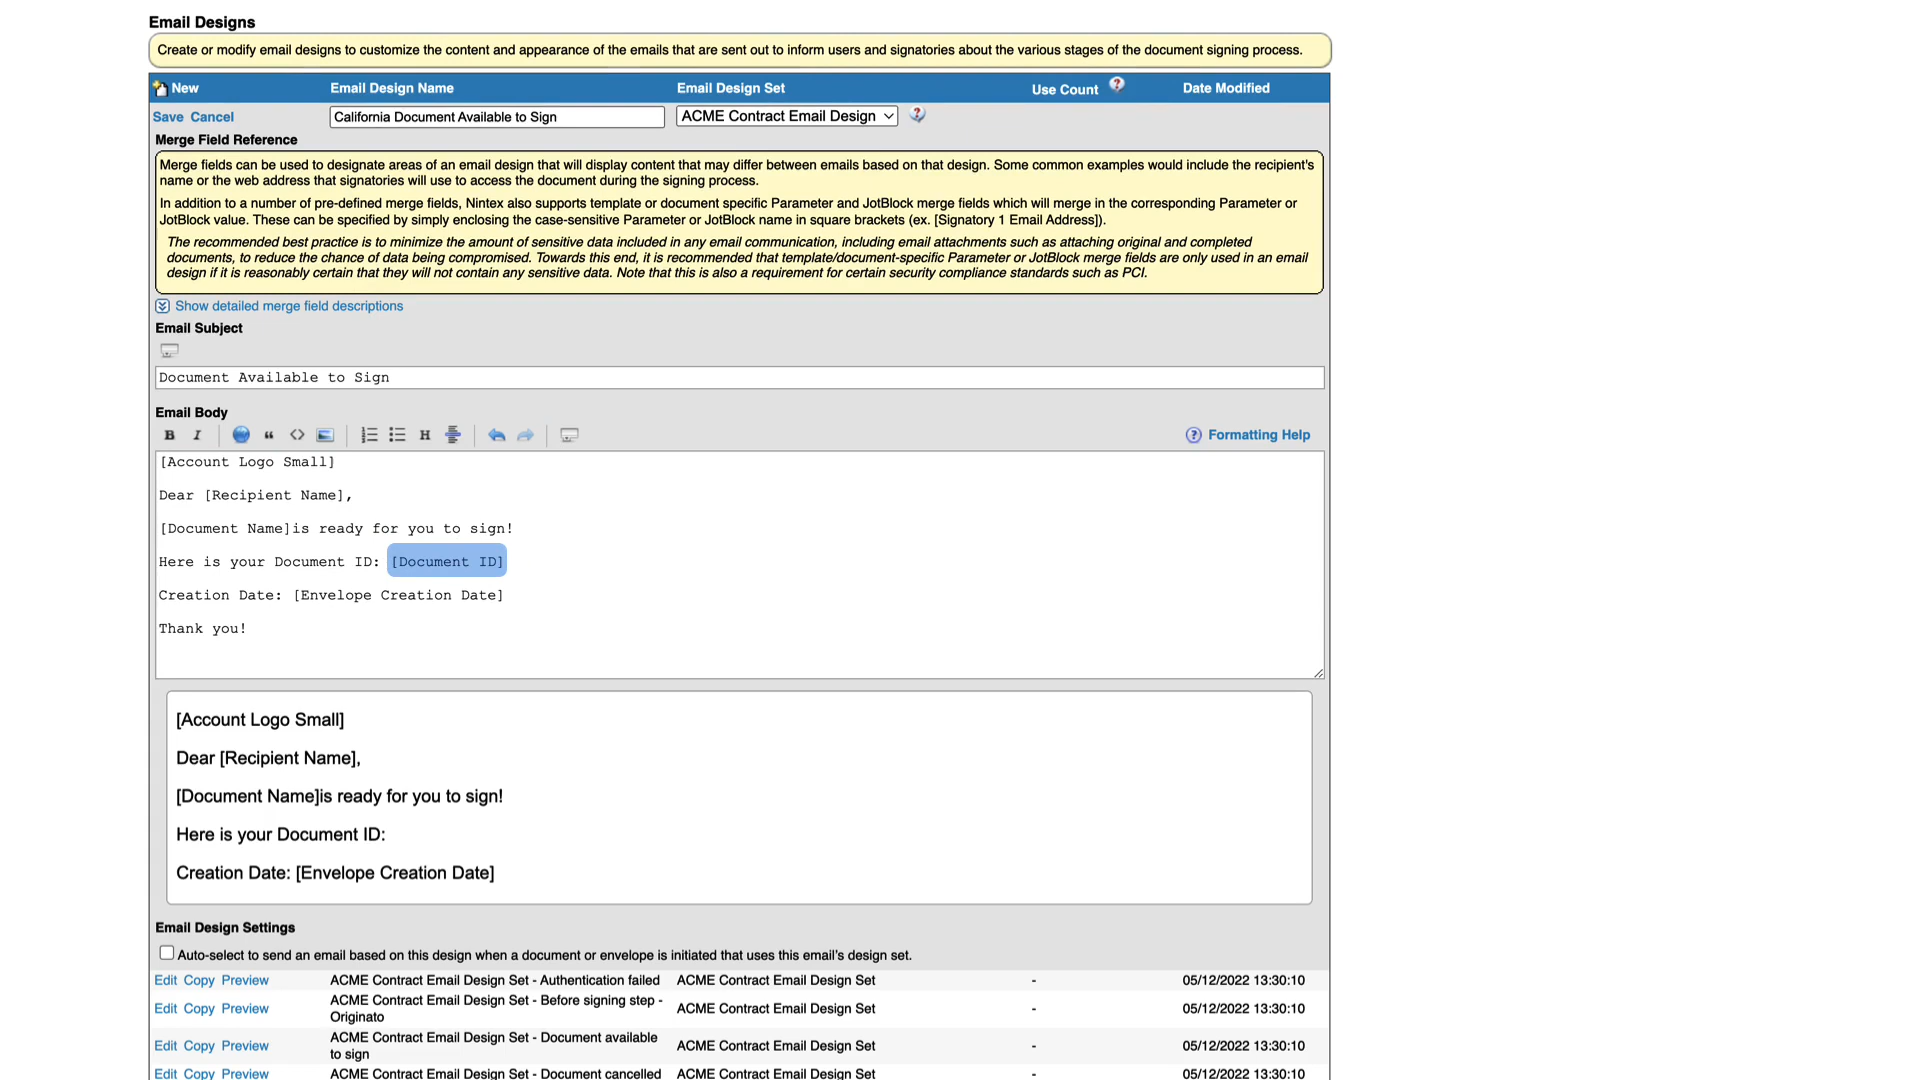 Email Designs
Create or modify email designs to customize the content and appearance of the emails that are sent out to inform users and signatories about the various stages of the document signing process.
New Email Design Name Email Design Set Use Count Date Modified
Save Cancel California Document Available to Sign ACME Contract Email Design
Merge Field Reference
Merge fields can be used to designate areas of an email design that will display content that may differ between emails based on that design. Some common examples would include the recipient's
name or the web address that signatories will use to access the document during the signing process.
In addition to a number of pre-defined merge fields, Nintex also supports template or document specific Parameter and JotBlock merge fields which will merge in the corresponding Parameter or
JotBlock value. These can be specified by simply enclosing the case-sensitive Parameter or JotBlock name in square brackets (ex. [Signatory 1 Email Address]).
The recommended best practice is to minimize the amount of sensitive data included in any email communication, including email attachments such as attaching original and completed
documents, to reduce the chance of data being compromised. Towards this end, it is recommended that template/document-specific Parameter or JotBlock merge fields are only used in an email
design if it is reasonably certain that they will not contain any sensitive data. Note that this is also a requirement for certain security compliance standards such as PCI.
Show detailed merge field descriptions
Email Subject
Document Available to Sign
Email Body
B I “ <> H Formatting Help
[Account Logo Small]
Dear [Recipient Name],
[Document Name]is ready for you to sign!
Here is your Document ID: [Document ID]
Creation Date: [Envelope Creation Date]
Thank you!
[Account Logo Small]
Dear [Recipient Name],
[Document Name]is ready for you to sign!
Here is your Document ID:
Creation Date: [Envelope Creation Date]
Email Design Settings
Auto-select to send an email based on this design when a document or envelope is initiated that uses this email's design set.
Edit Copy Preview ACME Contract Email Design Set - Authentication failed ACME Contract Email Design Set - 05/12/2022 13:30:10
Edit Copy Preview ACME Contract Email Design Set - Before signing step - ACME Contract Email Design Set - 05/12/2022 13:30:10
Originato
Edit Copy Preview ACME Contract Email Design Set - Document available ACME Contract Email Design Set - 05/12/2022 13:30:10
to sign
Edit Copy Preview ACME Contract Email Design Set - Document cancelled ACME Contract Email Design Set - 05/12/2022 13:30:10